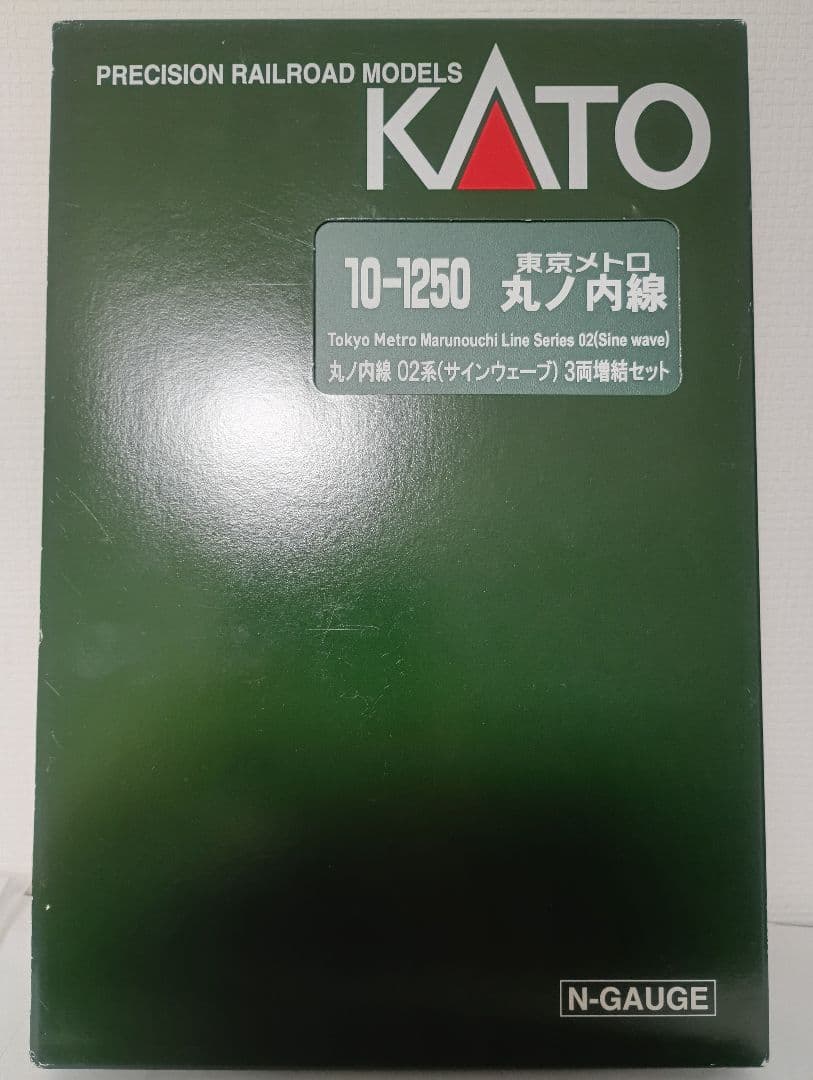 PRECISION RAILROAD MODELS
KATO
10-1250
東京メトロ
丸ノ内線
Tokyo Metro Marunouchi Line Series 02(Sine wave)
丸ノ内線 02系(サインウェーブ) 3両増結セット
N-GAUGE